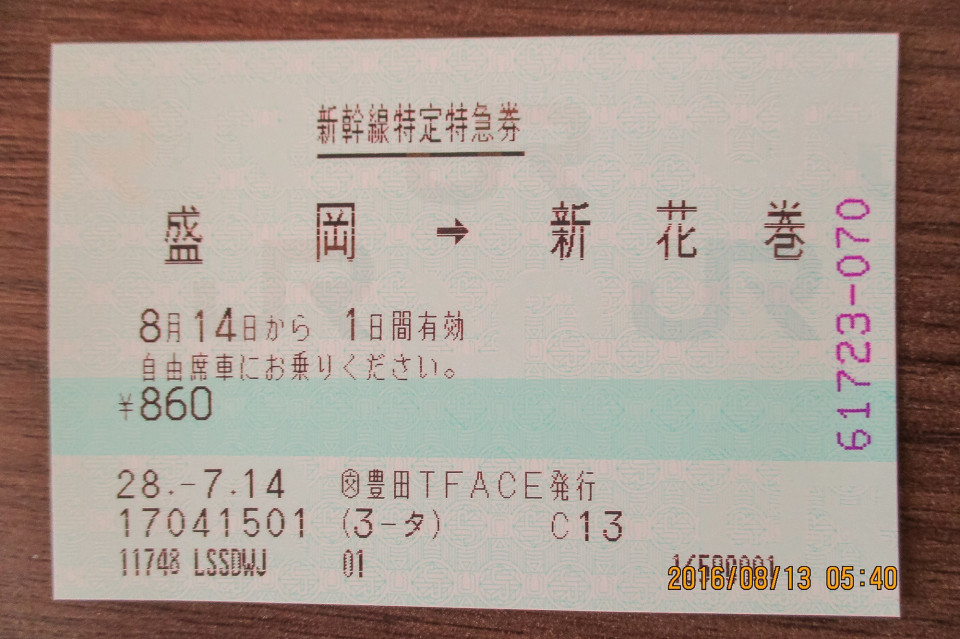 新幹線特定特急券
盛岡➡新花巻
8月14日から 1日間有効
自由席車にお乗りください。
¥860
28.-7.14 ㊋豊田TFACE発行
17041501 (3-タ) C13
11748 LSSDWJ 01
2016/08/13 05:40
61723-070